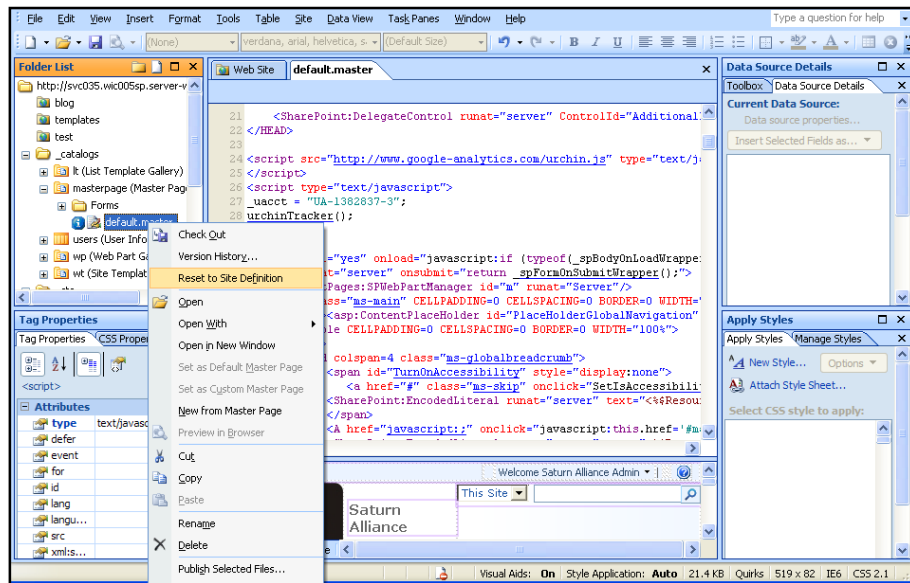 File Edit View Insert Format Tools Table Site Data View Task Panes Window Help Type a question for help
(None) verdana, arial, helvetica, s. (Default Size) B I U
Folder List
http://svc035.wic005sp.server-w
blog
templates
test
_catalogs
lt (List Template Gallery)
masterpage (Master Pag
Forms
default.master
users (User Info
wp (Web Part Ga
wt (Site Templat
Web Site default.master
21 <SharePoint:DelegateControl runat="server" ControlId="Additional
22 </HEAD>
23
24 <script src="http://www.google-analytics.com/urchin.js" type="text/j
25 </script>
26 <script type="text/javascript">
27 _uacct = "UA-1382837-3";
28 urchinTracker();
="yes" onload="javascript:if (typeof(_spBodyOnLoadWrappe
t="server" onsubmit="return _spFormOnSubmitWrapper();">
tPages:SPWebPartManager id="m" runat="Server"/>
ss="ms-main" CELLPADDING=0 CELLSPACING=0 BORDER=0 WIDTH="
<asp:ContentPlaceHolder id="PlaceHolderGlobalNavigation"
le CELLPADDING=0 CELLSPACING=0 BORDER=0 WIDTH="100%">
colspan=4 class="ms-globalbreadcrumb">
<span id="TurnOnAccessibility" style="display:none">
<a href="#" class="ms-skip" onclick="SetIsAccessibili
<SharePoint:EncodedLiteral runat="server" text="<%$Resou
</span>
<A href="javascript:;" onclick="javascript:this.href='#m
Check Out
Version History...
Reset to Site Definition
Open
Open With
Open in New Window
Set as Default Master Page
Set as Custom Master Page
New from Master Page
Preview in Browser
Cut
Copy
Paste
Rename
Delete
Publish Selected Files...
Welcome Saturn Alliance Admin
This Site
Saturn
Alliance
Tag Properties
Tag Properties CSS Proper
<script>
Attributes
type text/javasc
defer
event
for
id
lang
langu...
src
xml:s...
Data Source Details
Toolbox Data Source Details
Current Data Source:
Data source properties...
Insert Selected Fields as...
Apply Styles
Apply Styles Manage Styles
New Style... Options
Attach Style Sheet...
Select CSS style to apply:
Visual Aids: On Style Application: Auto 21.4 KB Quirks 519 x 82 IE6 CSS 2.1